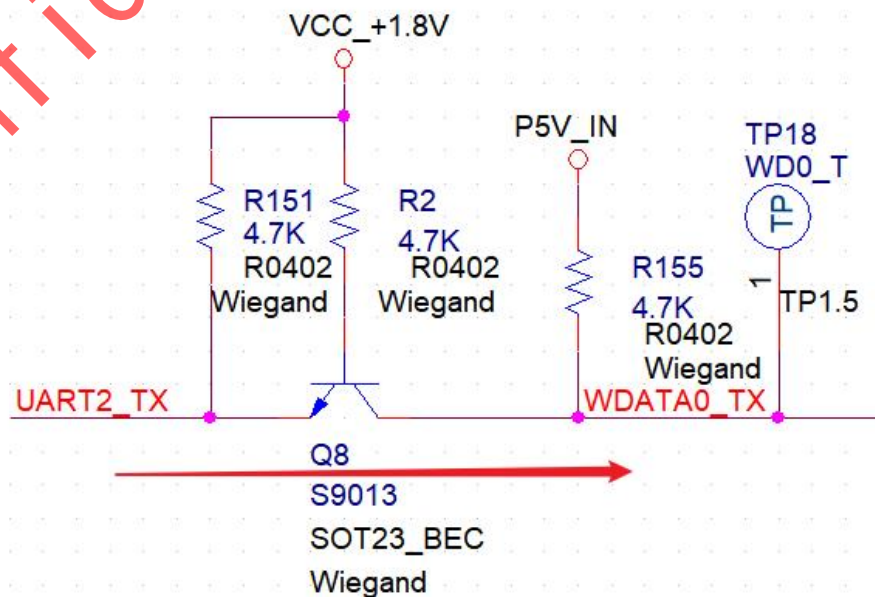 VCC_+1.8V
P5V_IN
TP18
WD0_T
TP
1
TP1.5
R151
4.7K
R0402
Wiegand
R2
4.7K
R0402
Wiegand
R155
4.7K
R0402
Wiegand
UART2_TX
WDATA0_TX
Q8
S9013
SOT23_BEC
Wiegand